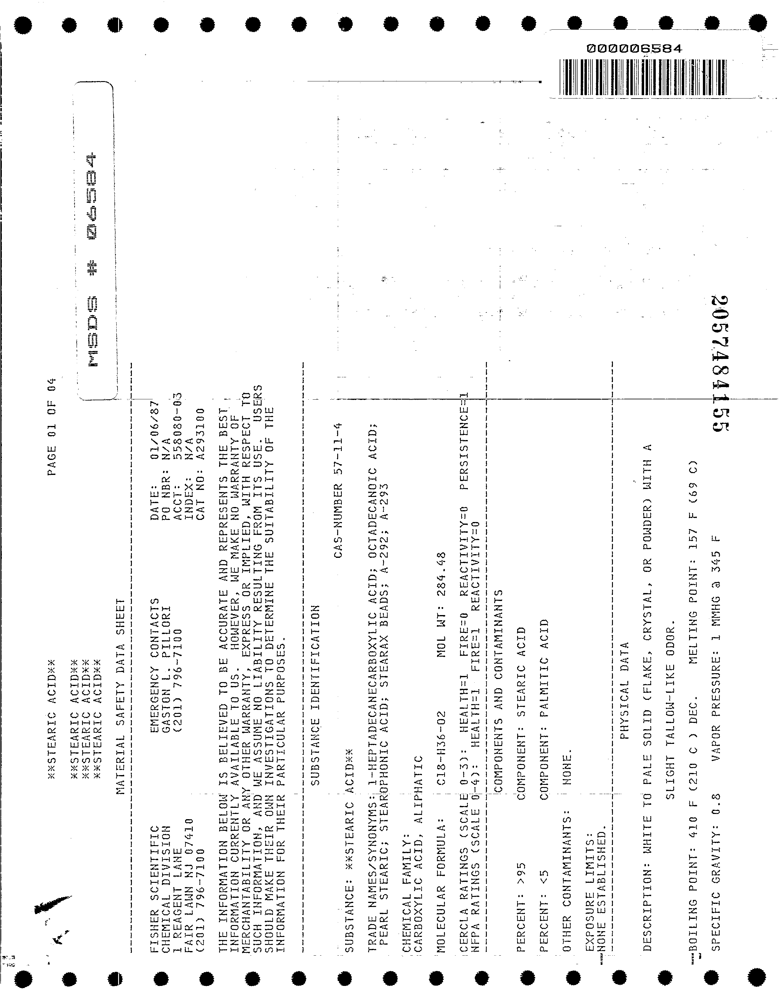 000006584
MSDS # 06584
**STEARIC ACID**
PAGE 01 OF 04
**STEARIC ACID**
**STEARIC ACID**
**STEARIC ACID**
MATERIAL SAFETY DATA SHEET
FISHER SCIENTIFIC EMERGENCY CONTACTS DATE: 01/06/87
CHEMICAL DIVISION GASTON L. PILLORI PO NBR: N/A
1 REAGENT LANE (201) 796-7100 ACCT: 558080-03
FAIR LAWN NJ 07410 INDEX: N/A
(201) 796-7100 CAT NO: A293100
THE INFORMATION BELOW IS BELIEVED TO BE ACCURATE AND REPRESENTS THE BEST
INFORMATION CURRENTLY AVAILABLE TO US. HOWEVER, WE MAKE NO WARRANTY OF
MERCHANTABILITY OR ANY OTHER WARRANTY, EXPRESS OR IMPLIED, WITH RESPECT TO
SUCH INFORMATION, AND WE ASSUME NO LIABILITY RESULTING FROM ITS USE. USERS
SHOULD MAKE THEIR OWN INVESTIGATIONS TO DETERMINE THE SUITABILITY OF THE
INFORMATION FOR THEIR PARTICULAR PURPOSES.
SUBSTANCE IDENTIFICATION
CAS-NUMBER 57-11-4
SUBSTANCE: **STEARIC ACID**
TRADE NAMES/SYNONYMS: 1-HEPTADECANECARBOXYLIC ACID; OCTADECANOIC ACID;
PEARL STEARIC; STEAROPHONIC ACID; STEARAX BEADS; A-292; A-293
CHEMICAL FAMILY:
CARBOXYLIC ACID, ALIPHATIC
MOLECULAR FORMULA: C18-H36-O2 MOL WT: 284.48
CERCLA RATINGS (SCALE 0-3): HEALTH=1 FIRE=0 REACTIVITY=0 PERSISTENCE=1
NFPA RATINGS (SCALE 0-4): HEALTH=1 FIRE=1 REACTIVITY=0
COMPONENTS AND CONTAMINANTS
PERCENT: >95 COMPONENT: STEARIC ACID
PERCENT: <5 COMPONENT: PALMITIC ACID
OTHER CONTAMINANTS: NONE.
EXPOSURE LIMITS:
NONE ESTABLISHED.
PHYSICAL DATA
DESCRIPTION: WHITE TO PALE SOLID (FLAKE, CRYSTAL, OR POWDER) WITH A
SLIGHT TALLOW-LIKE ODOR.
BOILING POINT: 410 F (210 C ) DEC. MELTING POINT: 157 F (69 C)
SPECIFIC GRAVITY: 0.8 VAPOR PRESSURE: 1 MMHG @ 345 F
2057484155